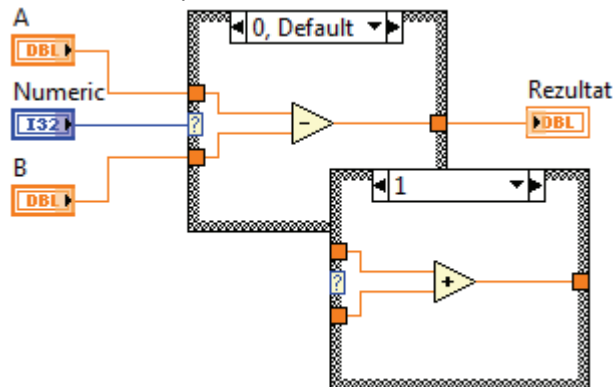 A
DBL
0, Default
Numeric
I32
?
Rezultat
DBL
B
DBL
-
1
?
+